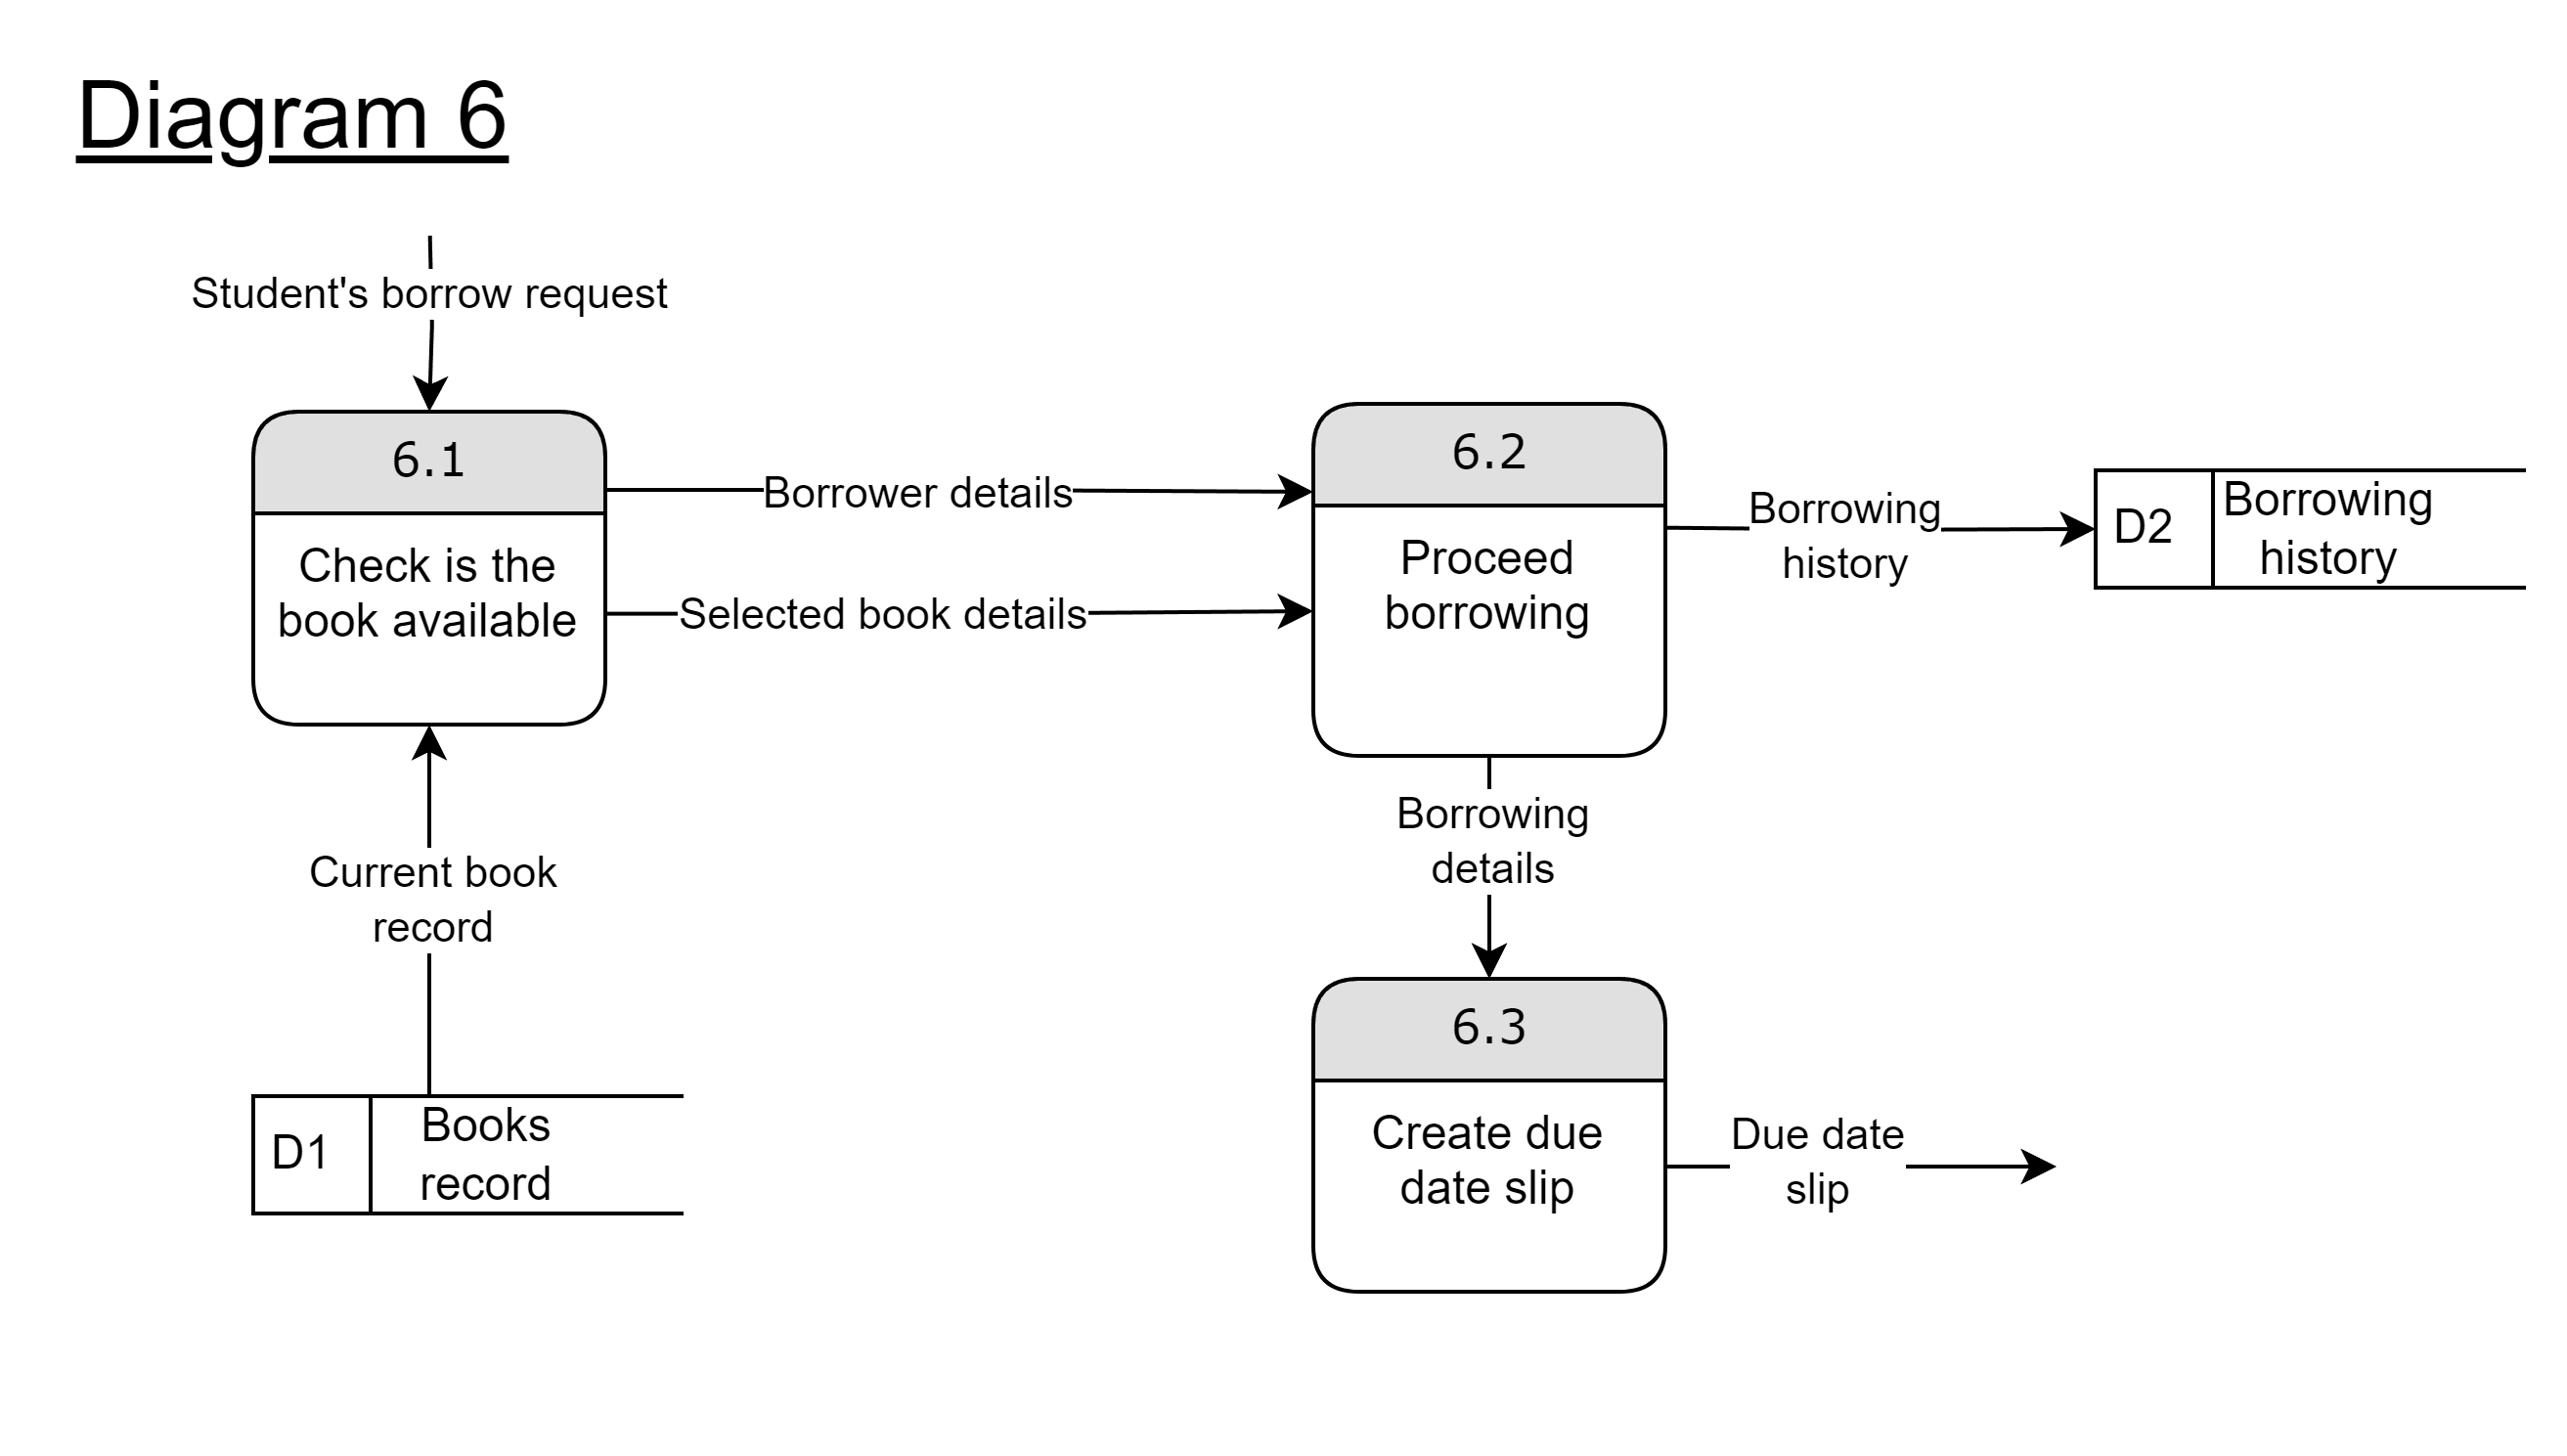 Diagram 6
Student's borrow request
6.1
Check is the
book available
Borrower details
Selected book details
6.2
Proceed
borrowing
Borrowing
history
D2
Borrowing
history
Current book
record
Borrowing
details
D1
Books
record
6.3
Create due
date slip
Due date
slip